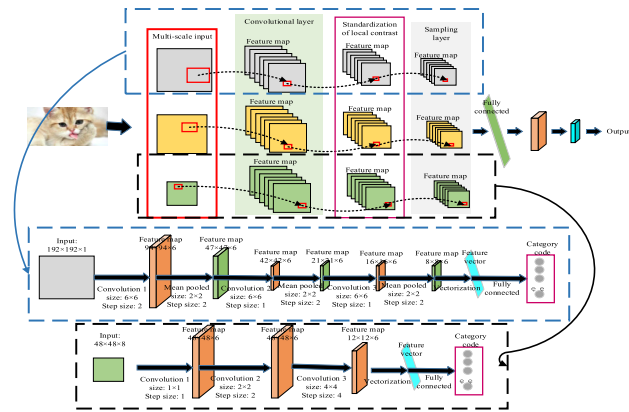 Multi-scale input
Convolutional layer
Standardization
of local contrast
Sampling
layer
Feature map
Feature map
Feature map
Feature map
Feature map
Feature map
Feature map
Feature map
Feature map
Fully
connected
Output
Input:
192×192×1
Feature map
Feature map
47×47×6
Feature map
42×42×6
Feature map
21×21×6
Feature map
16×16×6
Feature map
8×8×6
Feature
vector
Category
code
Convolution 1
size: 6×6
Step size: 2
Mean pooled
size: 2×2
Step size: 2
Convolution 2
size: 6×6
Step size: 1
Mean pooled
size: 2×2
Step size: 2
Convolution 3
size: 6×6
Step size: 1
Mean pooled
size: 2×2
Step size: 2
Vectorization
Fully
connected
Input:
48×48×8
Feature map
Feature map
Feature map
12×12×6
Feature
vector
Category
code
Convolution 1
size: 1×1
Step size: 1
Convolution 2
size: 2×2
Step size: 2
Convolution 3
size: 4×4
Step size: 4
Vectorization
Fully
connected